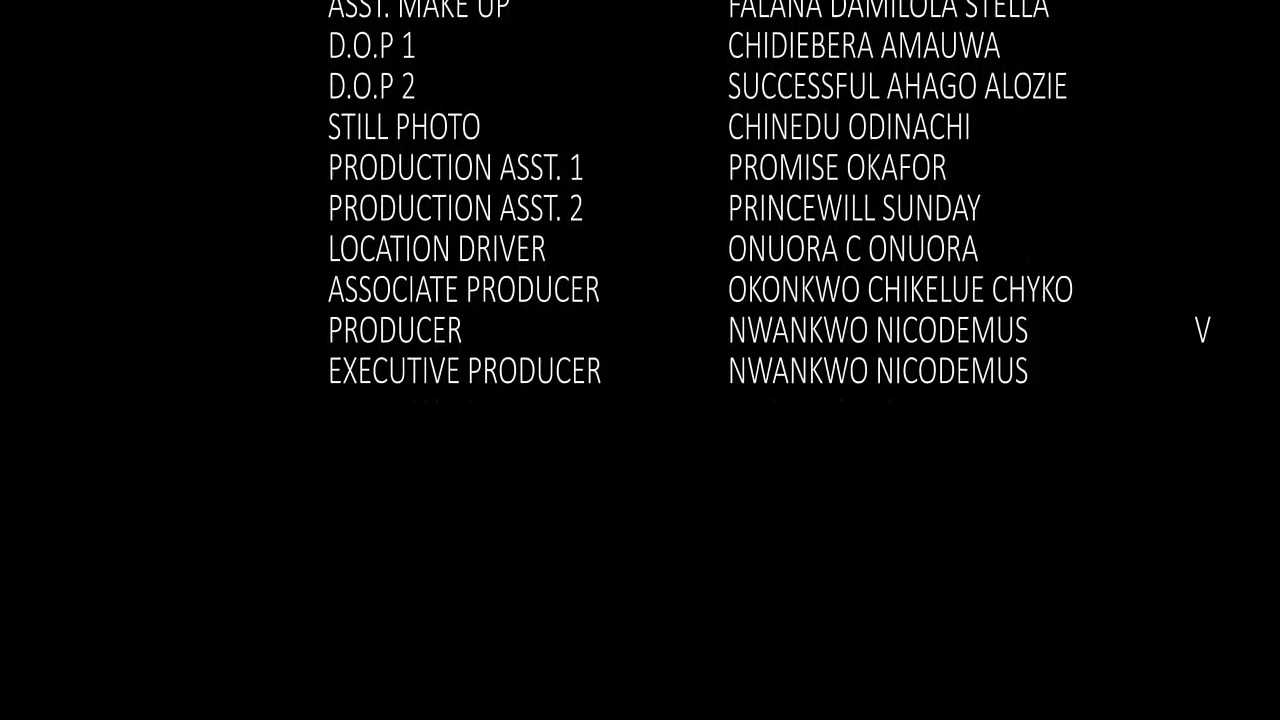 ASST. MAKE UP FALANA DAMILOLA STELLA
D.O.P 1 CHIDIEBERA AMAUWA
D.O.P 2 SUCCESSFUL AHAGO ALOZIE
STILL PHOTO CHINEDU ODINACHI
PRODUCTION ASST. 1 PROMISE OKAFOR
PRODUCTION ASST. 2 PRINCEWILL SUNDAY
LOCATION DRIVER ONUORA C ONUORA
ASSOCIATE PRODUCER OKONKWO CHIKELUE CHYKO
PRODUCER NWANKWO NICODEMUS V
EXECUTIVE PRODUCER NWANKWO NICODEMUS